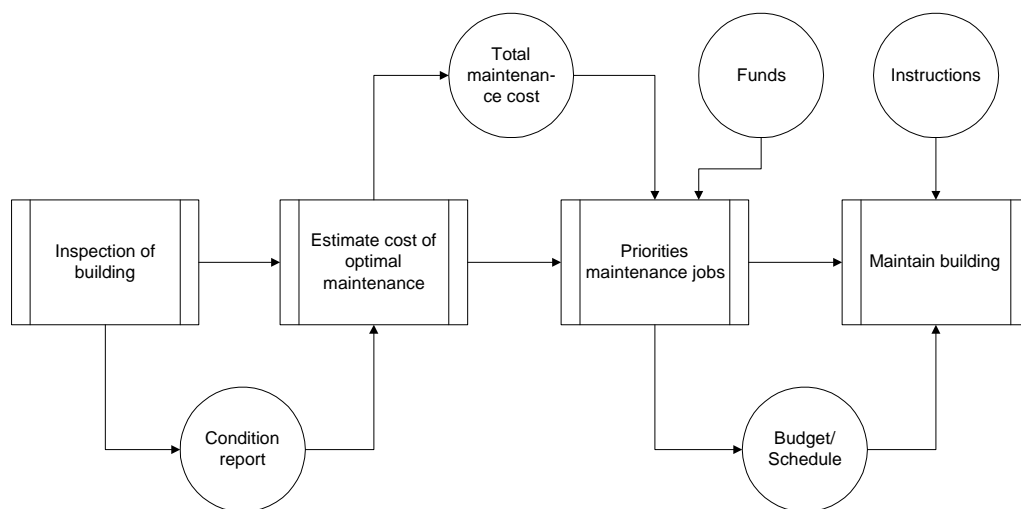 Total
maintenan-
ce cost
Funds
Instructions
Inspection of
building
Estimate cost of
optimal
maintenance
Priorities
maintenance jobs
Maintain building
Condition
report
Budget/
Schedule